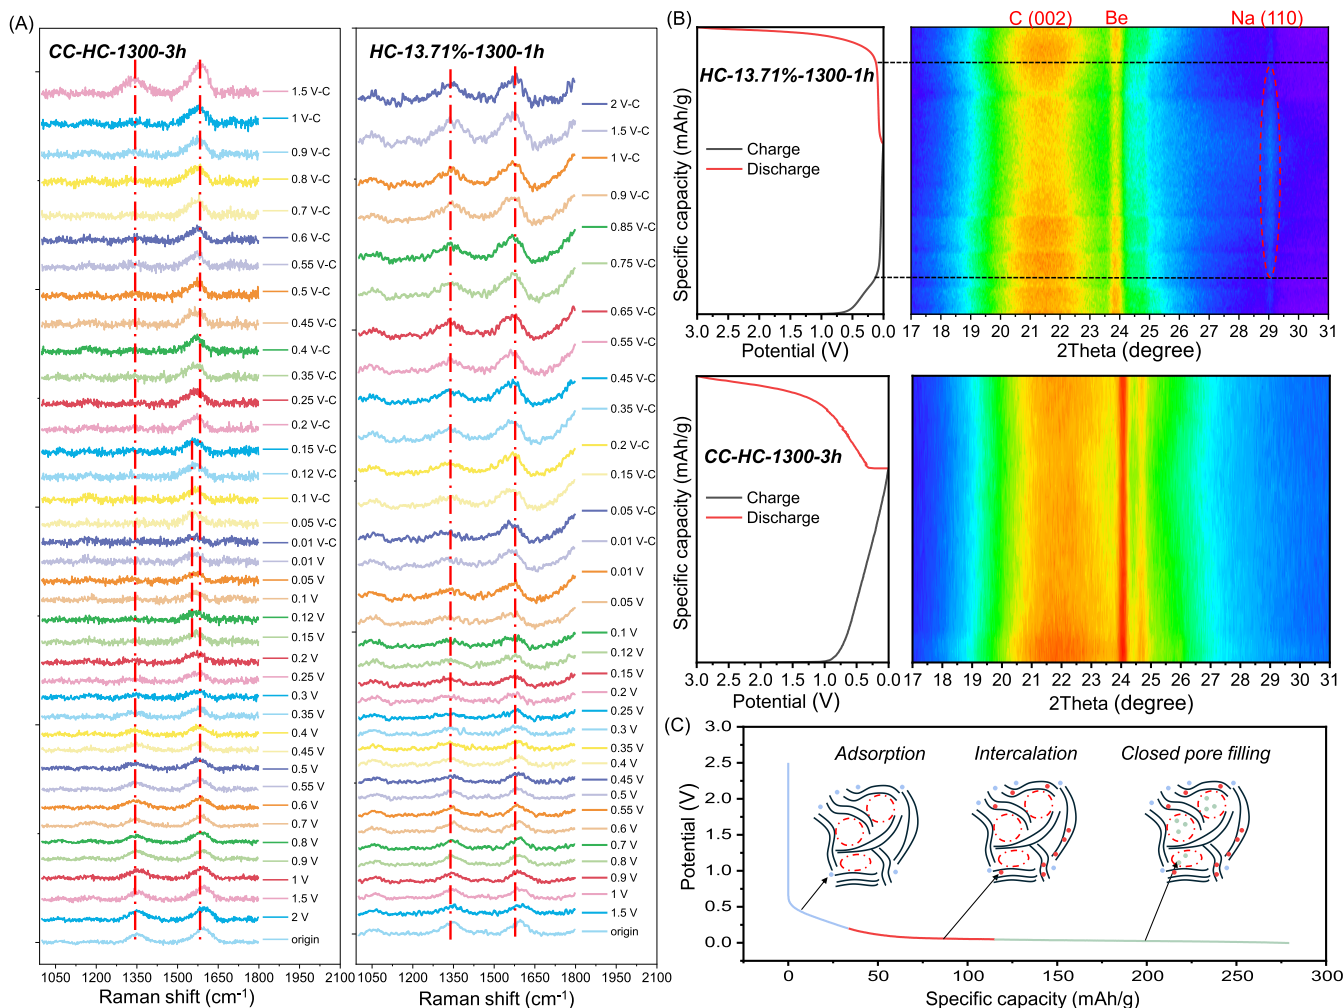 (A)
CC-HC-1300-3h
1.5 V-C
1 V-C
0.9 V-C
0.8 V-C
0.7 V-C
0.6 V-C
0.55 V-C
0.5 V-C
0.45 V-C
0.4 V-C
0.35 V-C
0.25 V-C
0.2 V-C
0.15 V-C
0.12 V-C
0.1 V-C
0.05 V-C
0.01 V-C
0.01 V
0.05 V
0.1 V
0.12 V
0.15 V
0.2 V
0.25 V
0.3 V
0.35 V
0.4 V
0.45 V
0.5 V
0.55 V
0.6 V
0.7 V
0.8 V
0.9 V
1 V
1.5 V
2 V
origin
1050 1200 1350 1500 1650 1800 1950 2100
Raman shift (cm-1)
HC-13.71%-1300-1h
2 V-C
1.5 V-C
1 V-C
0.9 V-C
0.85 V-C
0.75 V-C
0.65 V-C
0.55 V-C
0.45 V-C
0.35 V-C
0.2 V-C
0.15 V-C
0.05 V-C
0.01 V-C
0.01 V
0.05 V
0.1 V
0.12 V
0.15 V
0.2 V
0.25 V
0.3 V
0.35 V
0.4 V
0.45 V
0.5 V
0.55 V
0.6 V
0.7 V
0.8 V
0.9 V
1 V
1.5 V
origin
1050 1200 1350 1500 1650 1800 1950 2100
Raman shift (cm-1)
(B)
C (002) Be Na (110)
HC-13.71%-1300-1h
Charge
Discharge
Specific capacity (mAh/g)
3.0 2.5 2.0 1.5 1.0 0.5 0.0
Potential (V)
17 18 19 20 21 22 23 24 25 26 27 28 29 30 31
2Theta (degree)
CC-HC-1300-3h
Charge
Discharge
Specific capacity (mAh/g)
3.0 2.5 2.0 1.5 1.0 0.5 0.0
Potential (V)
17 18 19 20 21 22 23 24 25 26 27 28 29 30 31
2Theta (degree)
(C)
Adsorption Intercalation Closed pore filling
Potential (V)
3.0
2.5
2.0
1.5
1.0
0.5
0.0
0 50 100 150 200 250 300
Specific capacity (mAh/g)